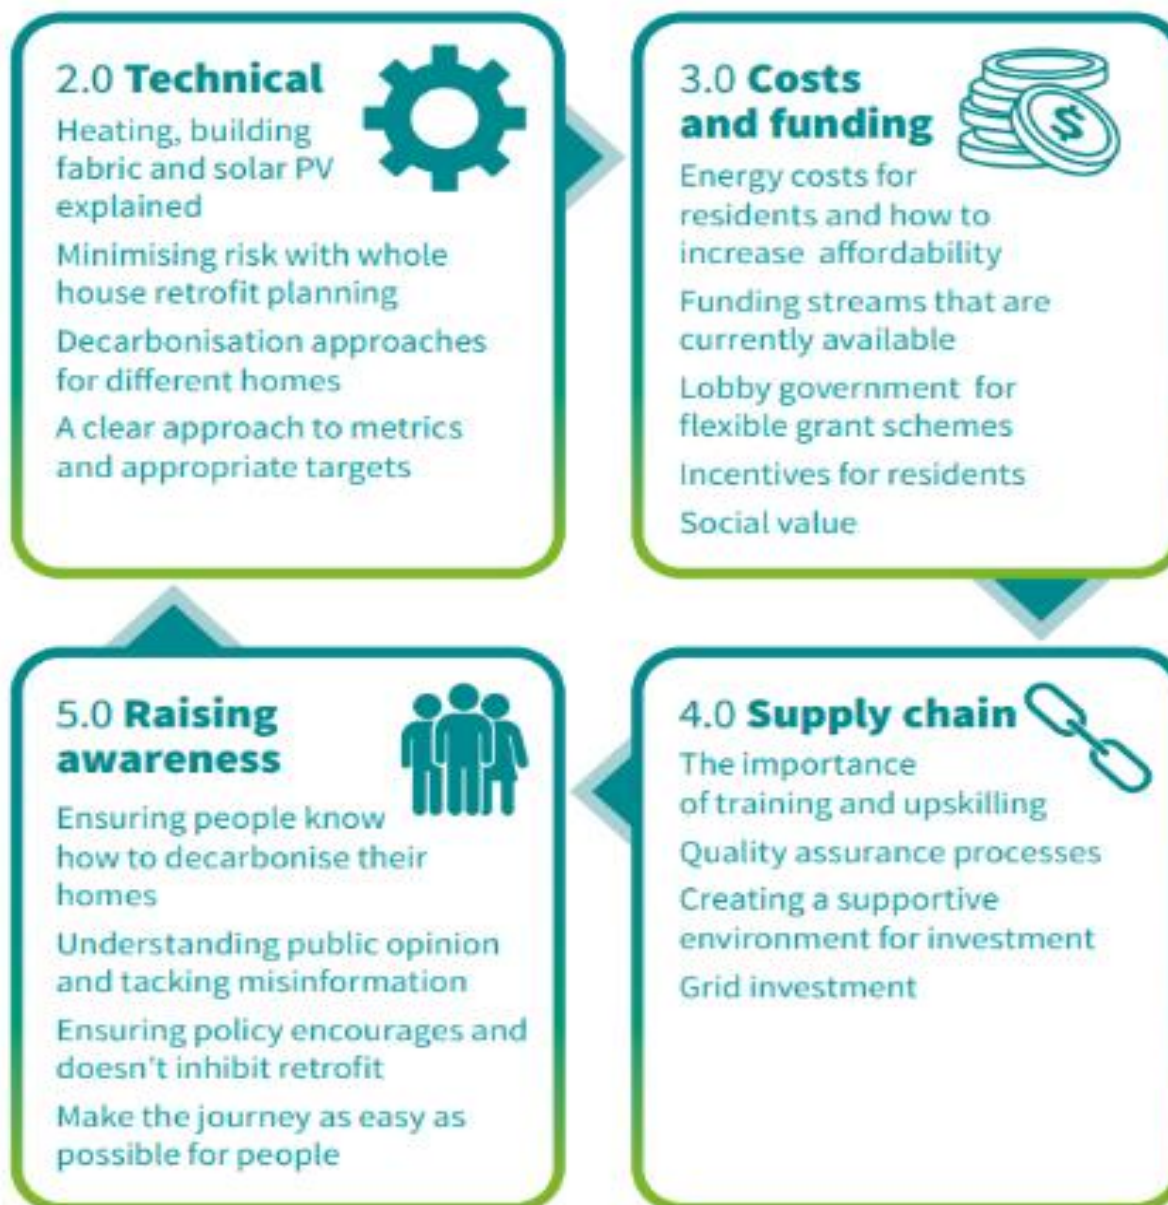 2.0 Technical
Heating, building
fabric and solar PV
explained
Minimising risk with whole
house retrofit planning
Decarbonisation approaches
for different homes
A clear approach to metrics
and appropriate targets
3.0 Costs
and funding
$
Energy costs for
residents and how to
increase affordability
Funding streams that are
currently available
Lobby government for
flexible grant schemes
Incentives for residents
Social value
5.0 Raising
awareness
Ensuring people know
how to decarbonise their
homes
Understanding public opinion
and tacking misinformation
Ensuring policy encourages and
doesn't inhibit retrofit
Make the journey as easy as
possible for people
4.0 Supply chain
The importance
of training and upskilling
Quality assurance processes
Creating a supportive
environment for investment
Grid investment